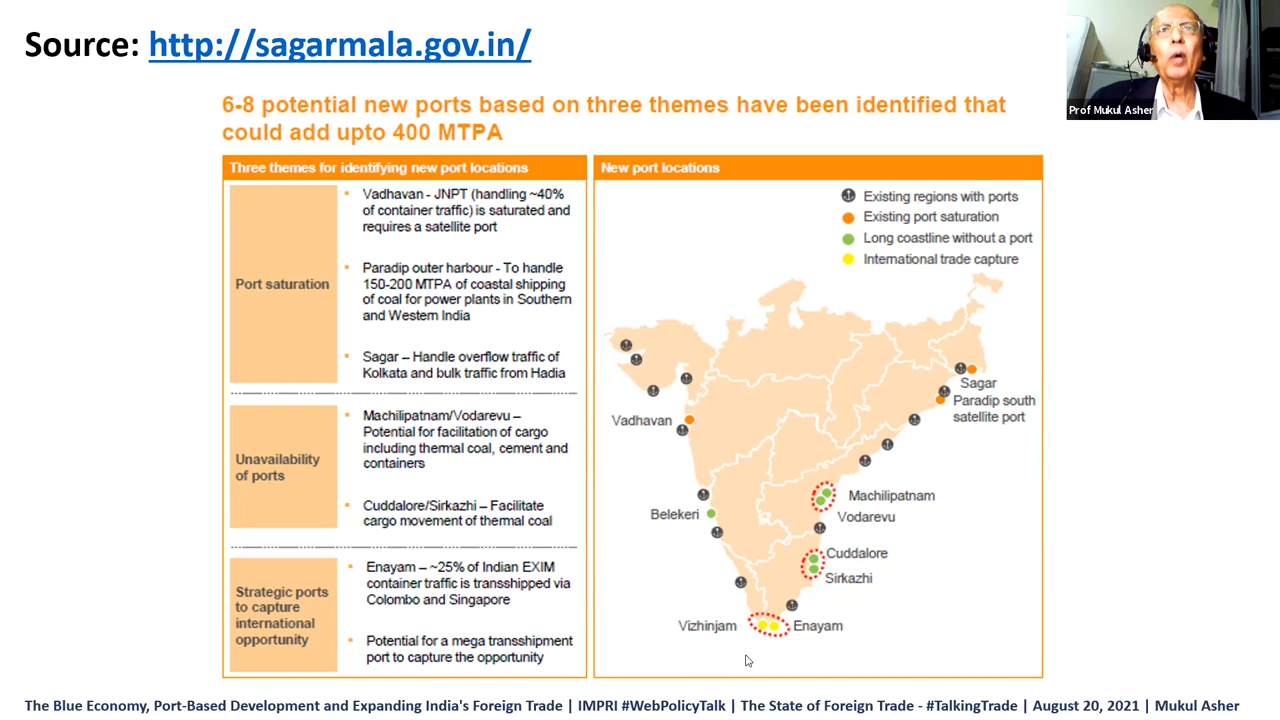 Source: http://sagarmala.gov.in/
Prof Mukul Asher
6-8 potential new ports based on three themes have been identified that
could add upto 400 MTPA
Three themes for identifying new port locations
Port saturation
Vadhavan - JNPT (handling ~40%
of container traffic) is saturated and
requires a satellite port
Paradip outer harbour - To handle
150-200 MTPA of coastal shipping
of coal for power plants in Southern
and Western India
Sagar – Handle overflow traffic of
Kolkata and bulk traffic from Hadia
Unavailability
of ports
Machilipatnam/Vodarevu –
Potential for facilitation of cargo
including thermal coal, cement and
containers
Cuddalore/Sirkazhi – Facilitate
cargo movement of thermal coal
Strategic ports
to capture
international
opportunity
Enayam – ~25% of Indian EXIM
container traffic is transshipped via
Colombo and Singapore
Potential for a mega transshipment
port to capture the opportunity
New port locations
Existing regions with ports
Existing port saturation
Long coastline without a port
International trade capture
Sagar
Paradip south
satellite port
Vadhavan
Machilipatnam
Belekeri
Vodarevu
Cuddalore
Sirkazhi
Vizhinjam
Enayam
The Blue Economy, Port-Based Development and Expanding India's Foreign Trade | IMPRI #WebPolicyTalk | The State of Foreign Trade - #TalkingTrade | August 20, 2021 | Mukul Asher